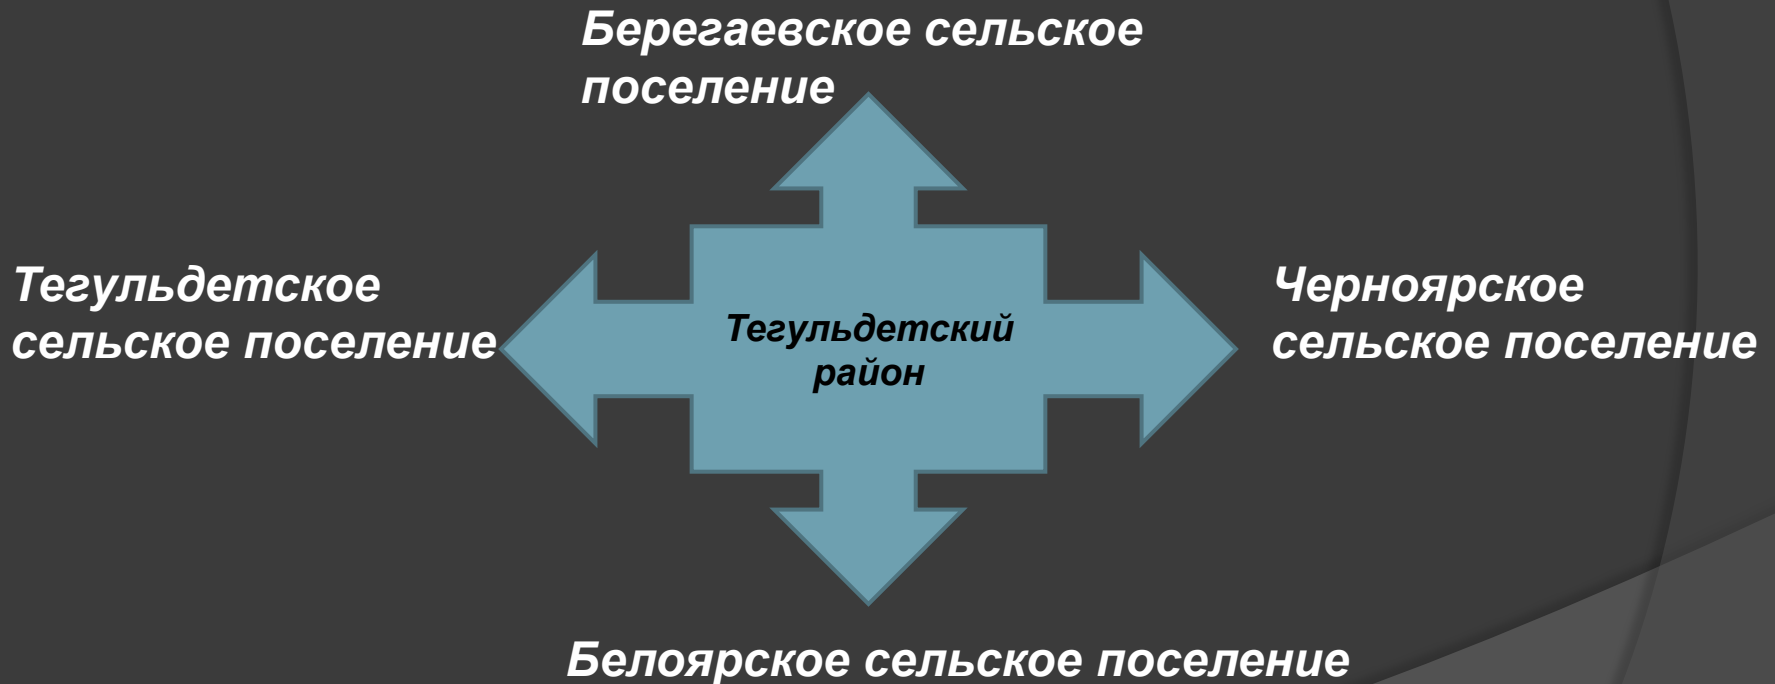 Берегаевское сельское
поселение
Тегульдетское
сельское поселение
Тегульдетский
район
Черноярское
сельское поселение
Белоярское сельское поселение